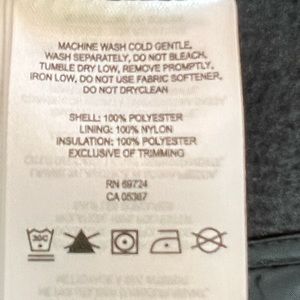 MACHINE WASH COLD GENTLE,
WASH SEPARATELY, DO NOT BLEACH,
TUMBLE DRY LOW, REMOVE PROMPTLY,
IRON LOW, DO NOT USE FABRIC SOFTENER,
DO NOT DRYCLEAN
SHELL: 100% POLYESTER
LINING: 100% NYLON
INSULATION: 100% POLYESTER
EXCLUSIVE OF TRIMMING
RN 69724
CA 05387
30C